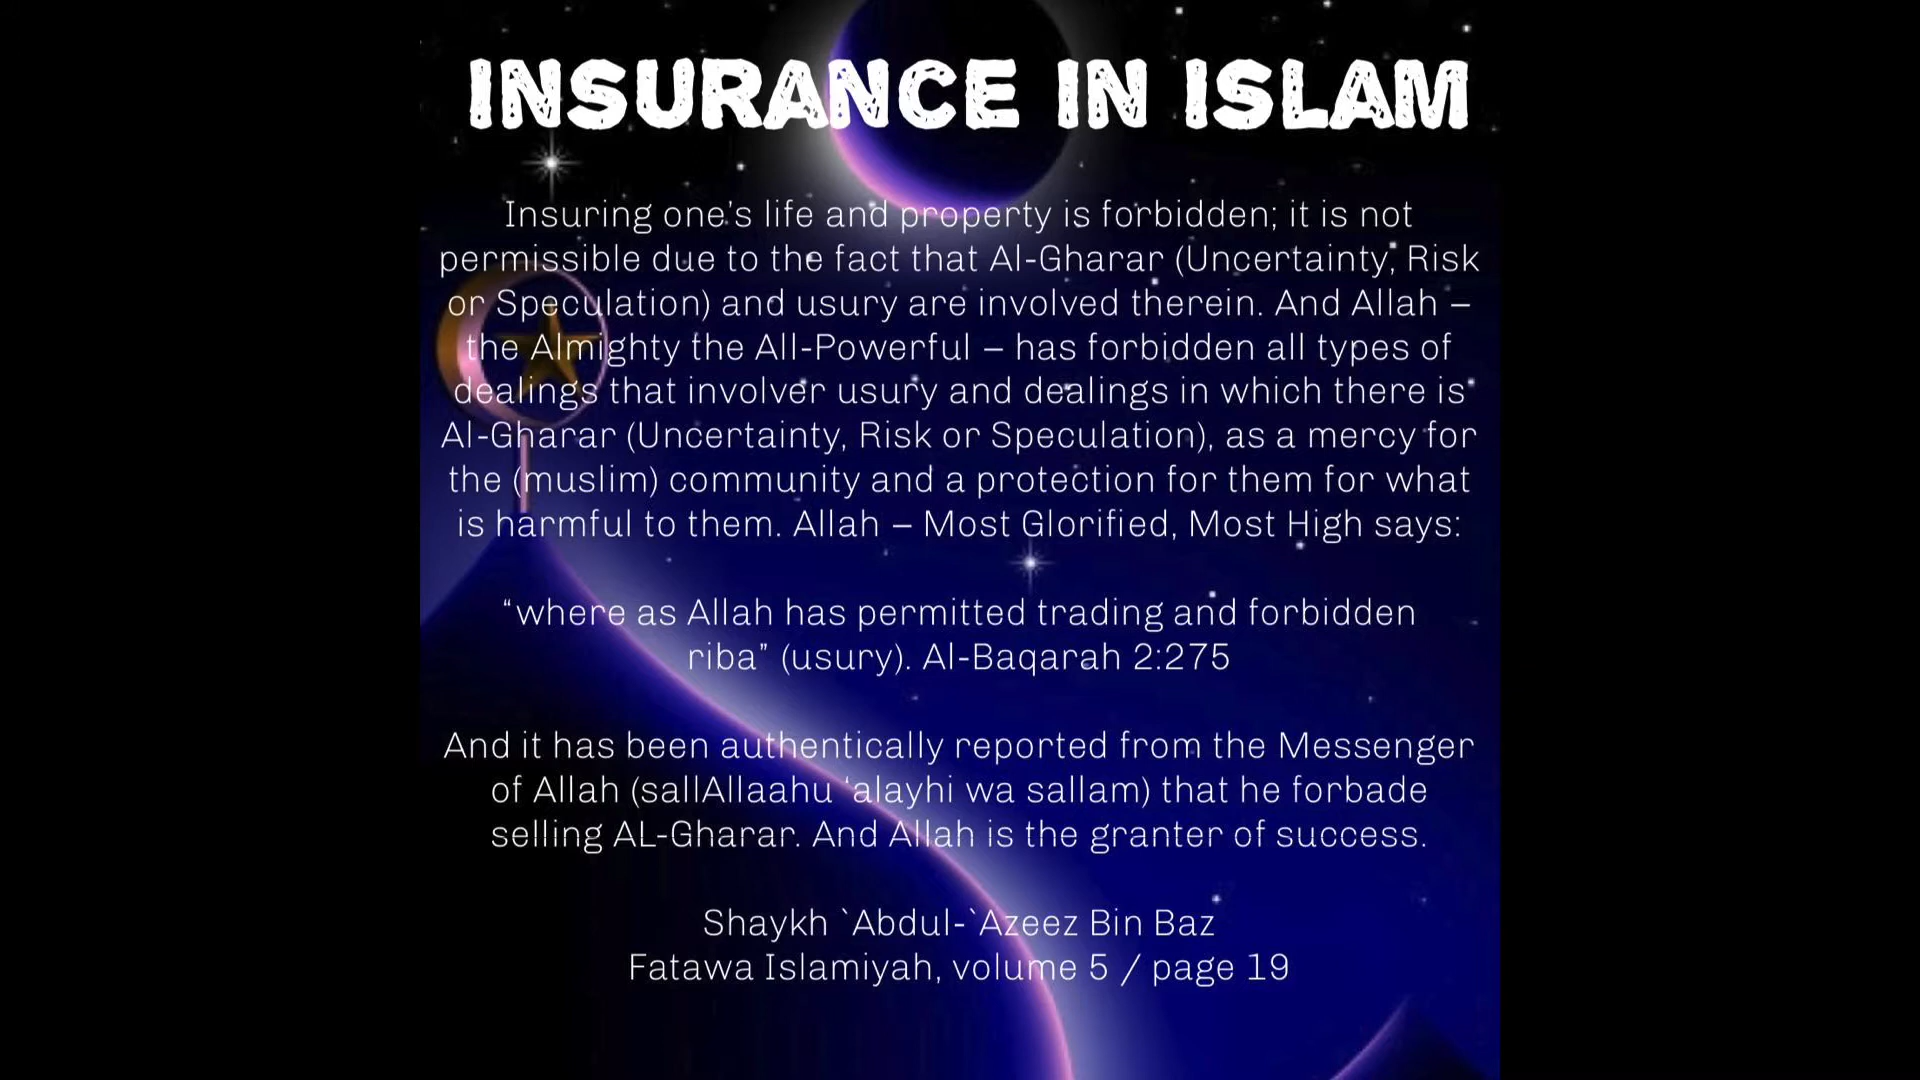 INSURANCE IN ISLAM
Insuring one's life and property is forbidden; it is not
permissible due to the fact that Al-Gharar (Uncertainty, Risk
or Speculation) and usury are involved therein. And Allah –
the Almighty the All-Powerful – has forbidden all types of
dealings that involver usury and dealings in which there is
Al-Gharar (Uncertainty, Risk or Speculation), as a mercy for
the (muslim) community and a protection for them for what
is harmful to them. Allah – Most Glorified, Most High says:
“where as Allah has permitted trading and forbidden
riba” (usury). Al-Baqarah 2:275
And it has been authentically reported from the Messenger
of Allah (sallAllaahu ‘alayhi wa sallam) that he forbade
selling AL-Gharar. And Allah is the granter of success.
Shaykh `Abdul-`Azeez Bin Baz
Fatawa Islamiyah, volume 5 / page 19